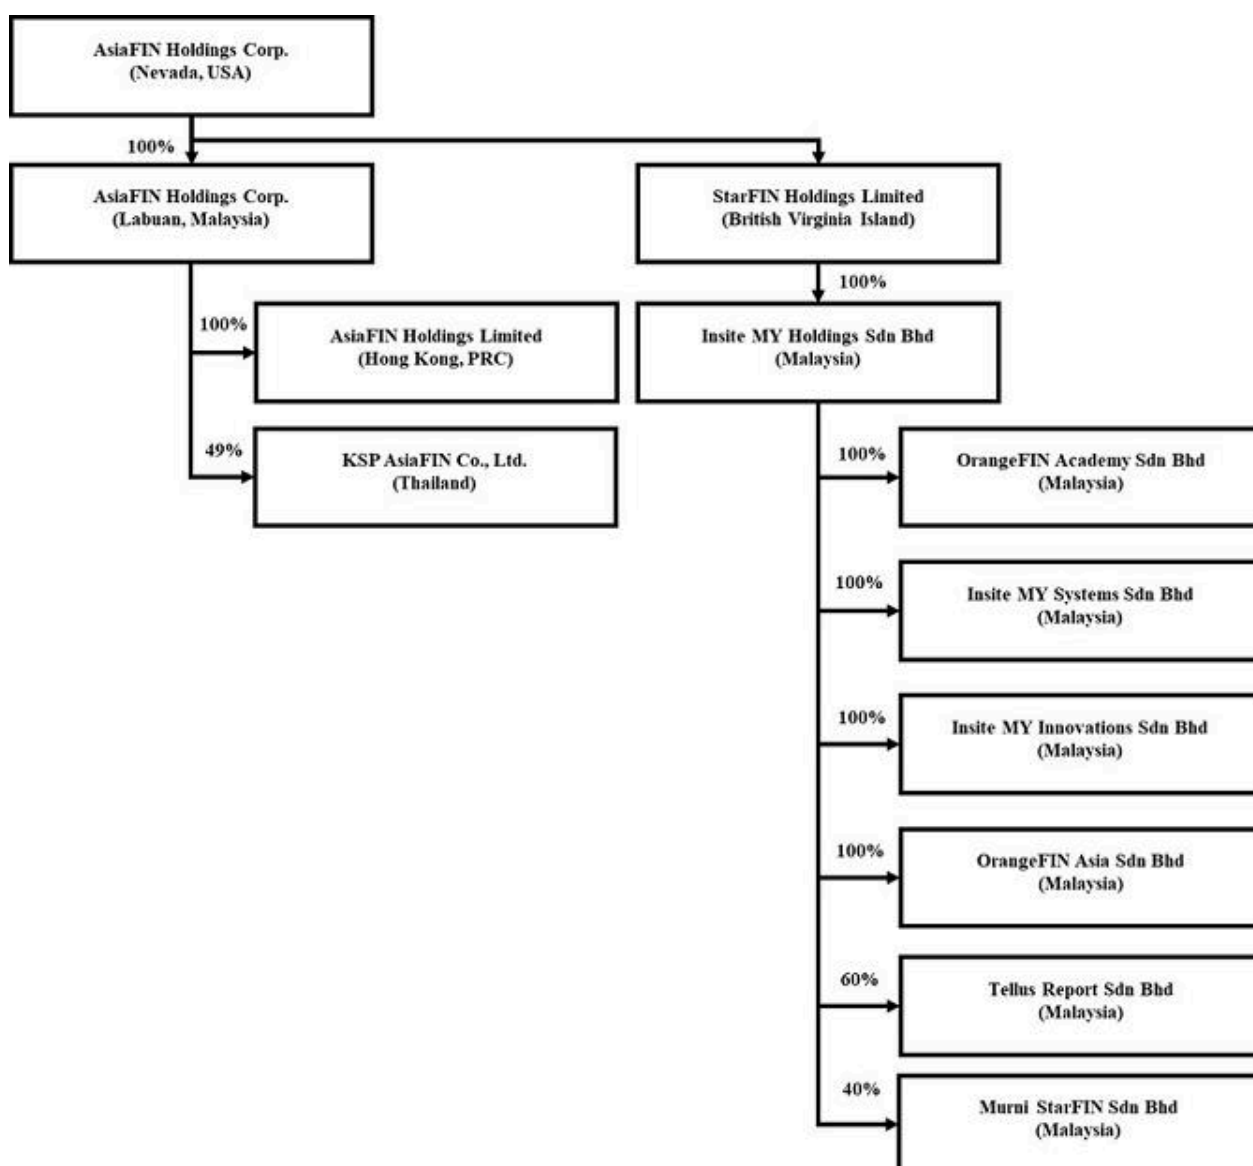 AsiaFIN Holdings Corp.
(Nevada, USA)
100%
AsiaFIN Holdings Corp.
(Labuan, Malaysia)
StarFIN Holdings Limited
(British Virginia Island)
100%
AsiaFIN Holdings Limited
(Hong Kong, PRC)
49%
KSP AsiaFIN Co., Ltd.
(Thailand)
100%
Insite MY Holdings Sdn Bhd
(Malaysia)
100%
OrangeFIN Academy Sdn Bhd
(Malaysia)
100%
Insite MY Systems Sdn Bhd
(Malaysia)
100%
Insite MY Innovations Sdn Bhd
(Malaysia)
100%
OrangeFIN Asia Sdn Bhd
(Malaysia)
60%
Tellus Report Sdn Bhd
(Malaysia)
40%
Murni StarFIN Sdn Bhd
(Malaysia)